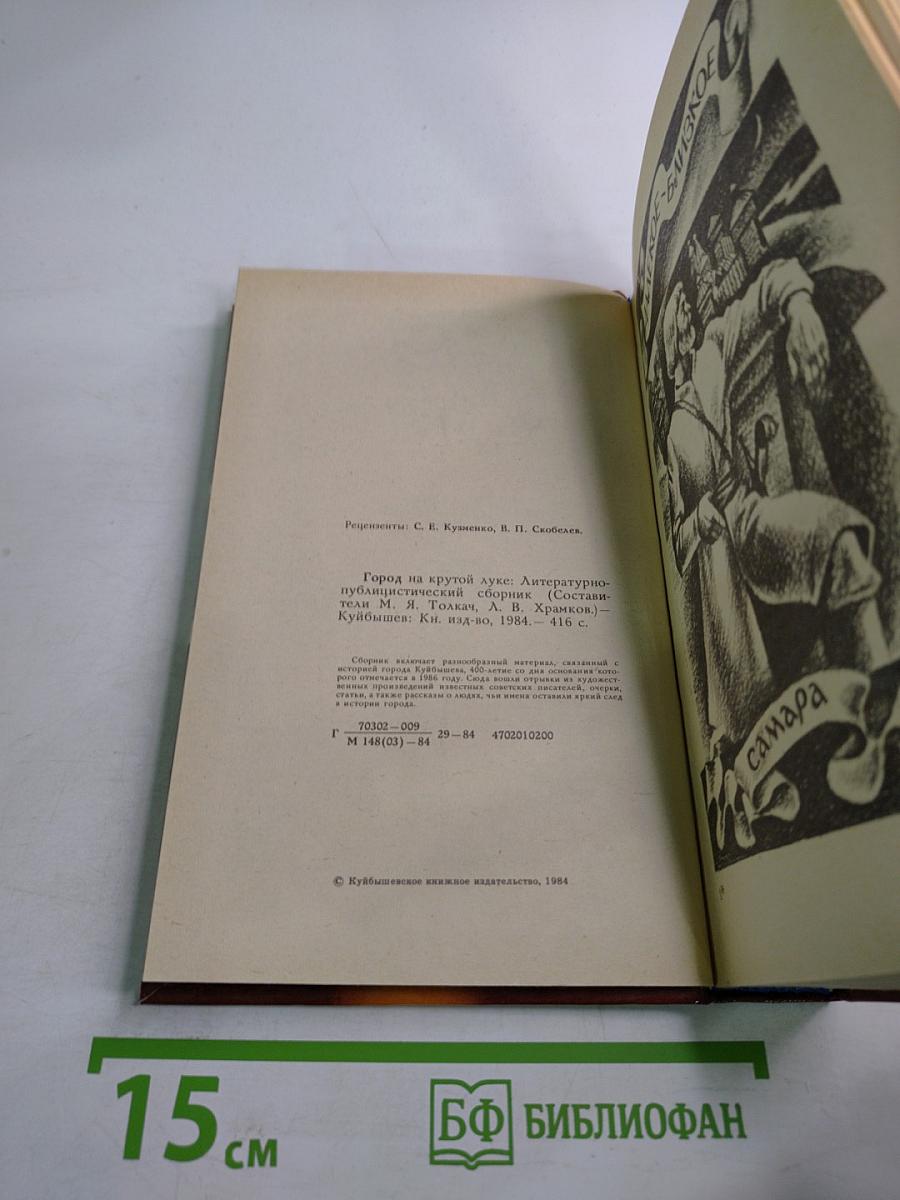 Рецензенты: С. Е. Кузменко, В. П. Скобелев.
Город на крутой луке: Литературно-
публицистический сборник (Состави-
тели М. Я. Толкач, Л. В. Храмков.)—
Куйбышев: Кн. изд-во, 1984.— 416 с.
Сборник включает разнообразный материал, связанный с
историей города Куйбышева, 400-летие со дня основания кото-
рого отмечается в 1986 году. Сюда вошли отрывки из художест-
венных произведений известных советских писателей, очерки,
статьи, а также рассказы о людях, чьи имена оставили яркий след
в истории города.
Г 70302—009
М 148(03)—84 29—84 4702010200
© Куйбышевское книжное издательство, 1984
БЛИЗКОЕ
самара
15 см
БФ БИБЛИОФАН